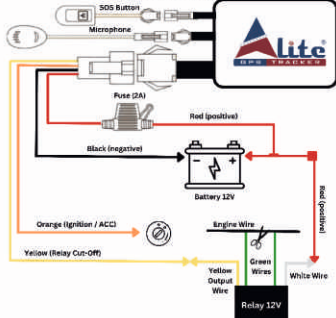 SOS Button
Microphone
Alite
GPS TRACKER
Fuse (2A)
Red (positive)
Black (negative)
Battery 12V
Red (positive)
Orange (Ignition / ACC)
Engine Wire
Yellow (Relay Cut-Off)
Yellow
Output
Wire
Green
Wires
White Wire
Relay 12V